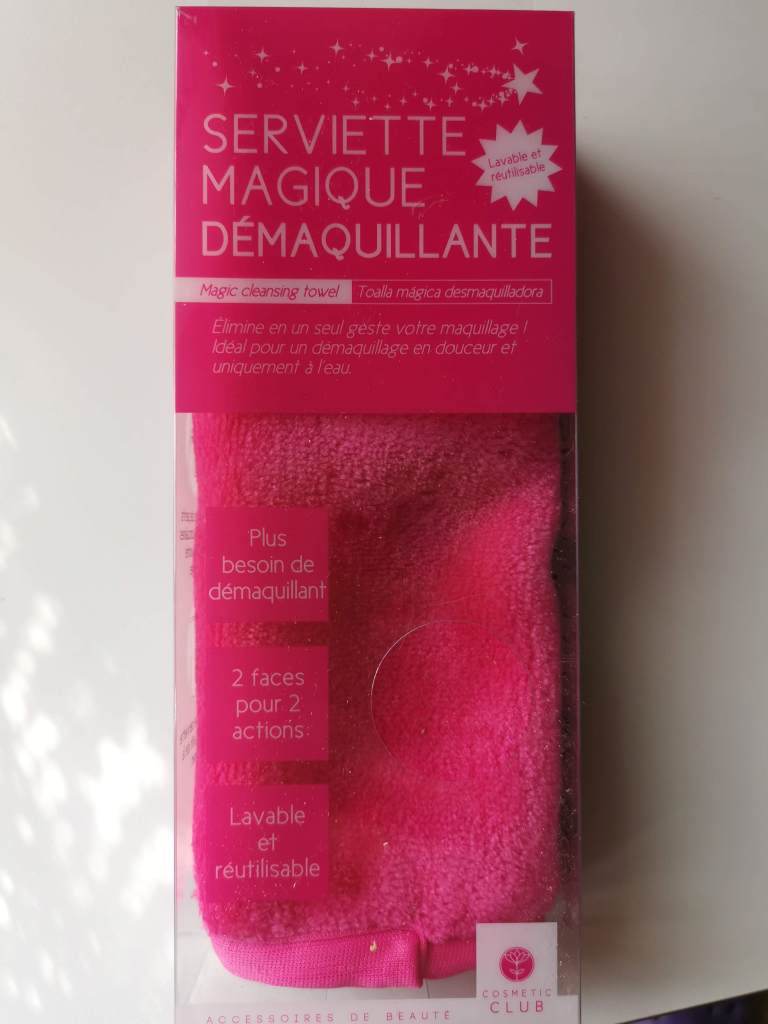 SERVIETTE
MAGIQUE
DÉMAQUILLANTE
Lavable et
réutilisable
Magic cleansing towel
Toalla mágica desmaquilladora
Élimine en un seul geste votre maquillage !
Idéal pour un démaquillage en douceur et
uniquement à l'eau.
Plus
besoin de
démaquillant
2 faces
pour 2
actions
Lavable
et
réutilisable
COSMETIC
CLUB
ACCESSOIRES DE BEAUTÉ